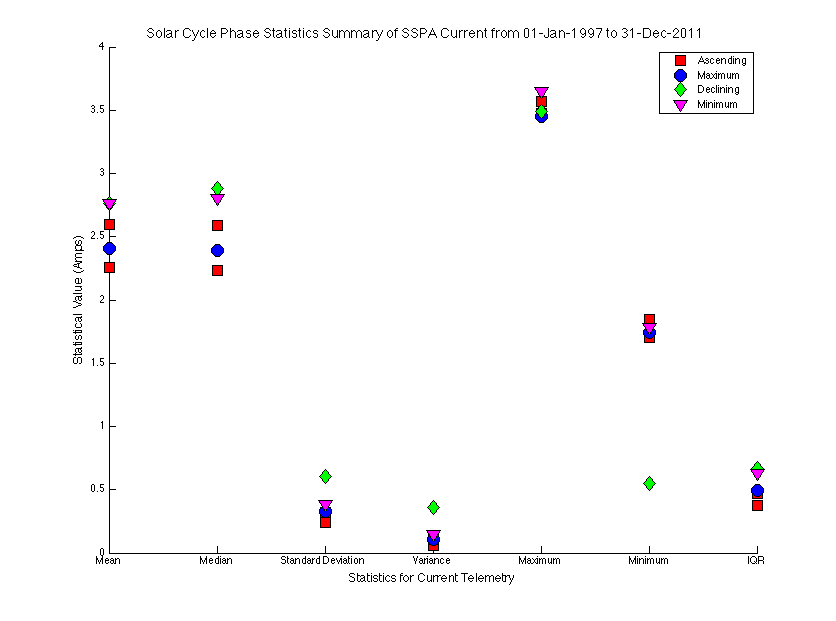 Solar Cycle Phase Statistics Summary of SSPA Current from 01-Jan-1997 to 31-Dec-2011
Ascending
Maximum
Declining
Minimum
4
3.5
3
2.5
2
1.5
1
0.5
0
Statistical Value (Amps)
Mean Median Standard Deviation Variance Maximum Minimum IQR
Statistics for Current Telemetry